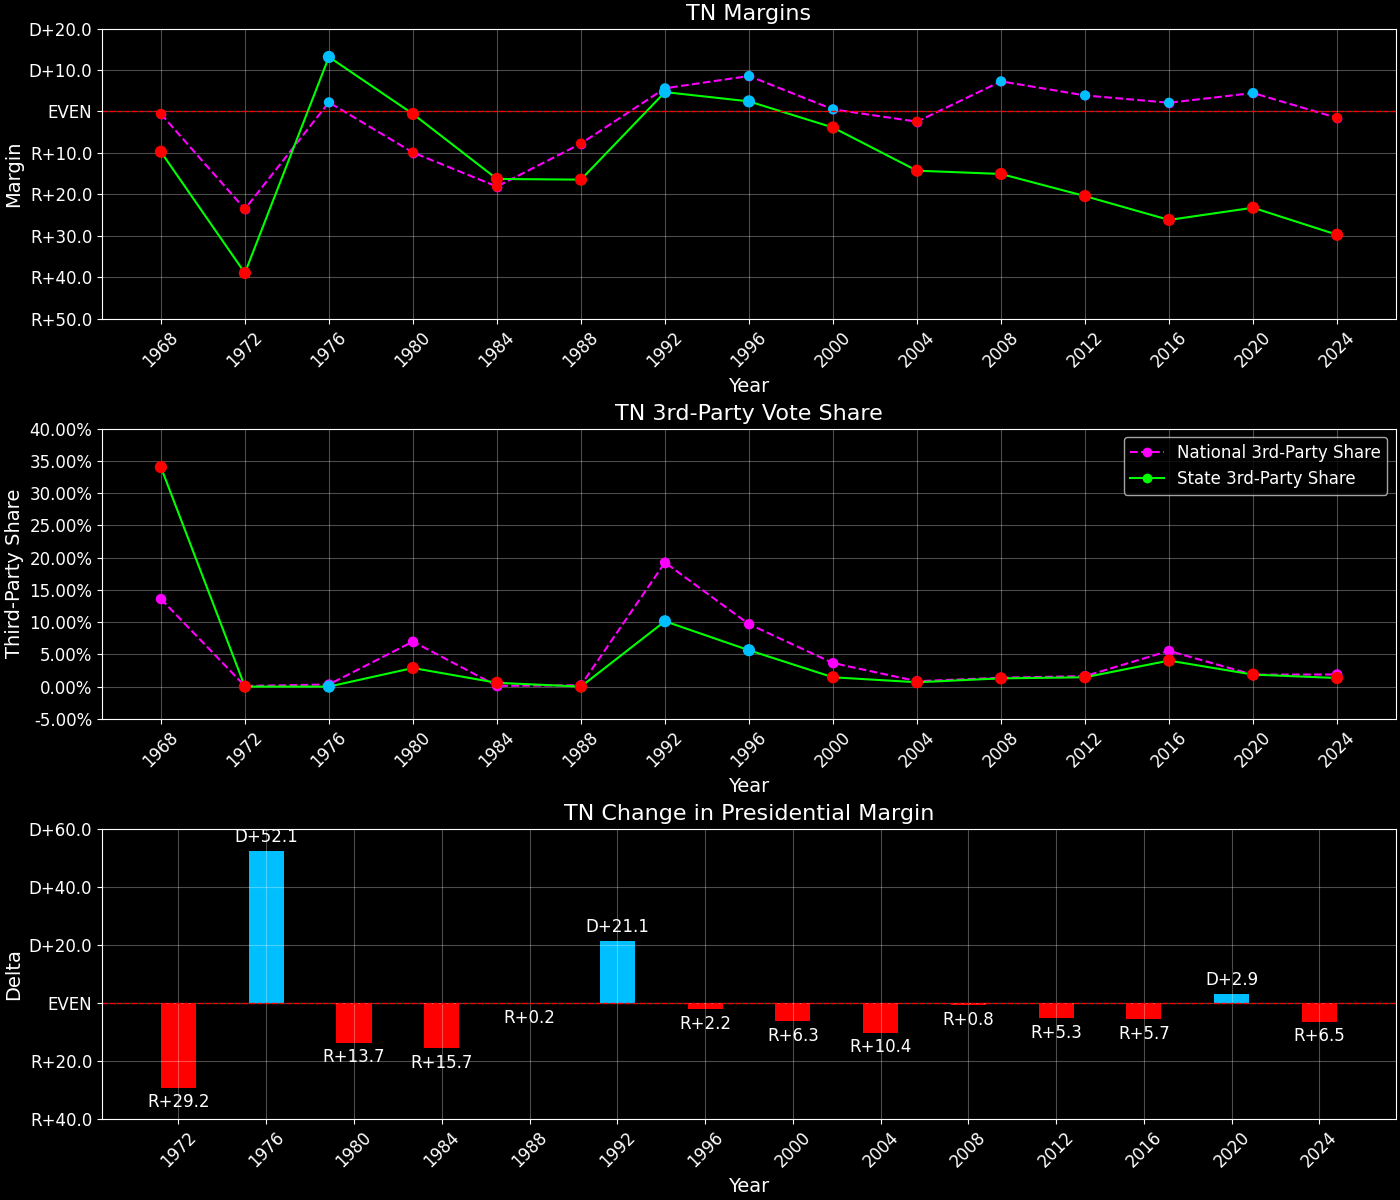 TN Margins
D+20.0
D+10.0
EVEN
R+10.0
R+20.0
R+30.0
R+40.0
R+50.0
Margin
1968 1972 1976 1980 1984 1988 1992 1996 2000 2004 2008 2012 2016 2020 2024
Year
TN 3rd-Party Vote Share
40.00%
35.00%
30.00%
25.00%
20.00%
15.00%
10.00%
5.00%
0.00%
-5.00%
Third-Party Share
National 3rd-Party Share
State 3rd-Party Share
1968 1972 1976 1980 1984 1988 1992 1996 2000 2004 2008 2012 2016 2020 2024
Year
TN Change in Presidential Margin
D+60.0
D+40.0
D+20.0
EVEN
R+20.0
R+40.0
Delta
R+29.2
D+52.1
R+13.7
R+15.7
R+0.2
D+21.1
R+2.2
R+6.3
R+10.4
R+0.8
R+5.3
R+5.7
D+2.9
R+6.5
1972 1976 1980 1984 1988 1992 1996 2000 2004 2008 2012 2016 2020 2024
Year